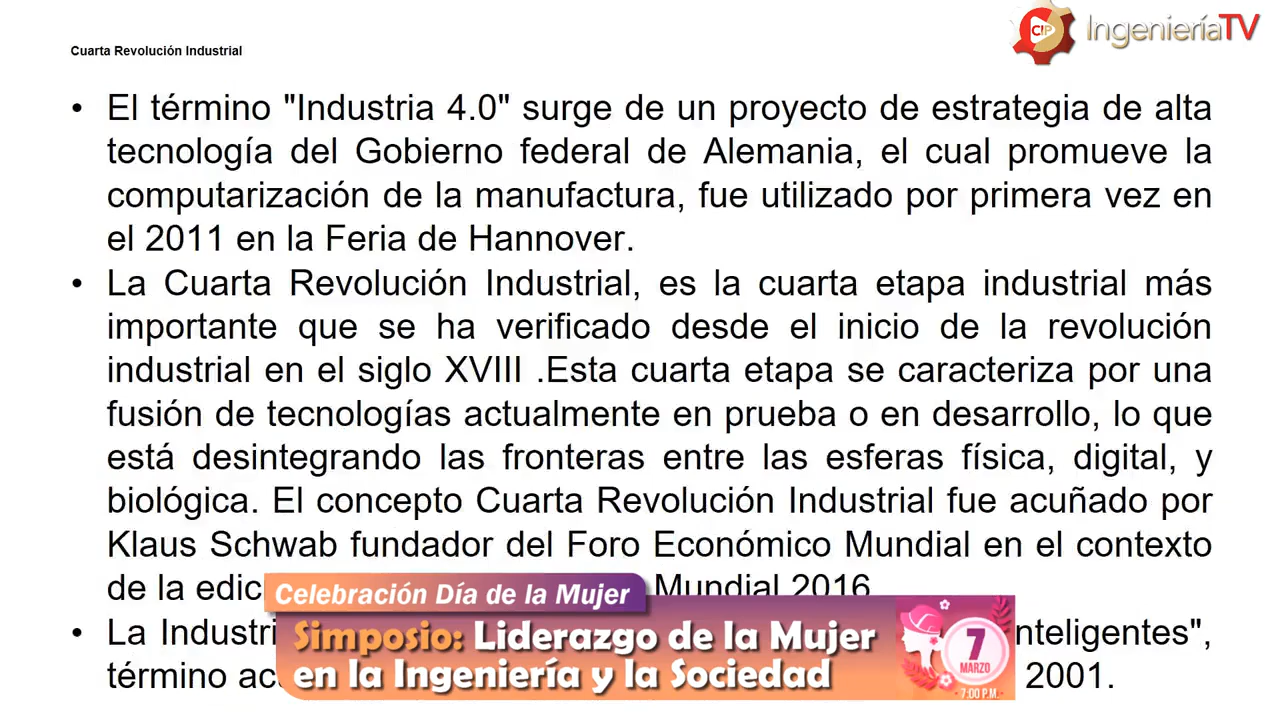 Cuarta Revolución Industrial
CIP IngenieríaTV
• El término "Industria 4.0" surge de un proyecto de estrategia de alta
tecnología del Gobierno federal de Alemania, el cual promueve la
computarización de la manufactura, fue utilizado por primera vez en
el 2011 en la Feria de Hannover.
• La Cuarta Revolución Industrial, es la cuarta etapa industrial más
importante que se ha verificado desde el inicio de la revolución
industrial en el siglo XVIII .Esta cuarta etapa se caracteriza por una
fusión de tecnologías actualmente en prueba o en desarrollo, lo que
está desintegrando las fronteras entre las esferas física, digital, y
biológica. El concepto Cuarta Revolución Industrial fue acuñado por
Klaus Schwab fundador del Foro Económico Mundial en el contexto
de la Mundial 2016.
• La 2001.
término
Celebración Día de la Mujer
Simposio: Liderazgo de la Mujer
en la Ingeniería y la Sociedad
7
MARZO
7:00 P.M.